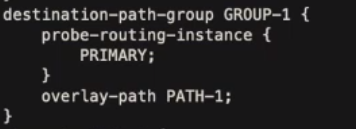 destination-path-group GROUP-1 {
    probe-routing-instance {
        PRIMARY;
    }
    overlay-path PATH-1;
}